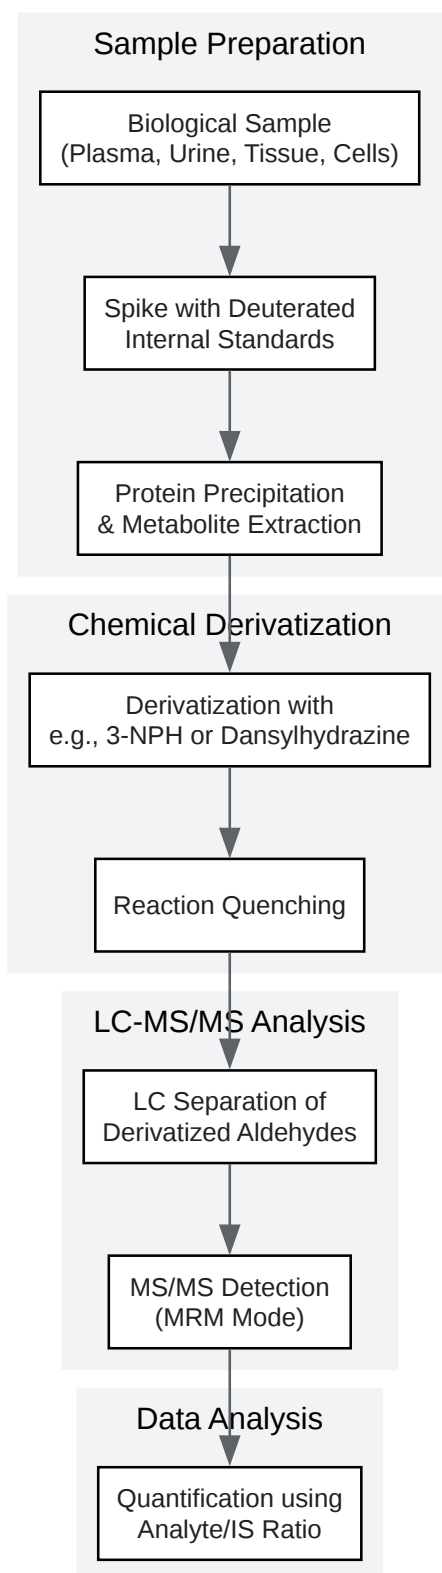 Sample Preparation
Biological Sample
(Plasma, Urine, Tissue, Cells)
Spike with Deuterated
Internal Standards
Protein Precipitation
& Metabolite Extraction
Chemical Derivatization
Derivatization with
e.g., 3-NPH or Dansylhydrazine
Reaction Quenching
LC-MS/MS Analysis
LC Separation of
Derivatized Aldehydes
MS/MS Detection
(MRM Mode)
Data Analysis
Quantification using
Analyte/IS Ratio